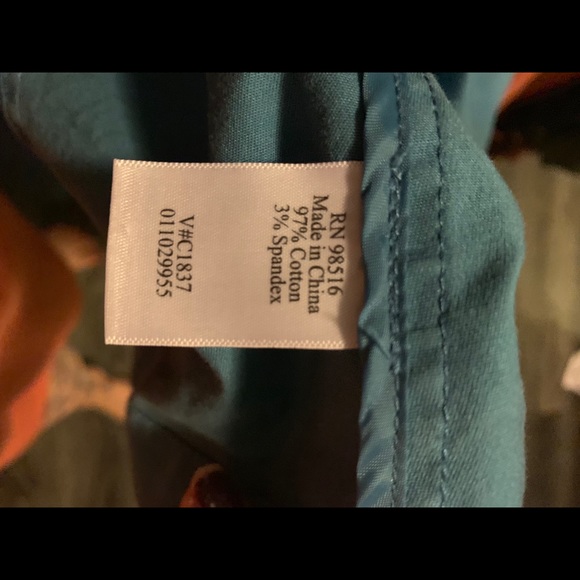 RN 98516
Made in China
97% Cotton
3% Spandex
V#C1837
011029955